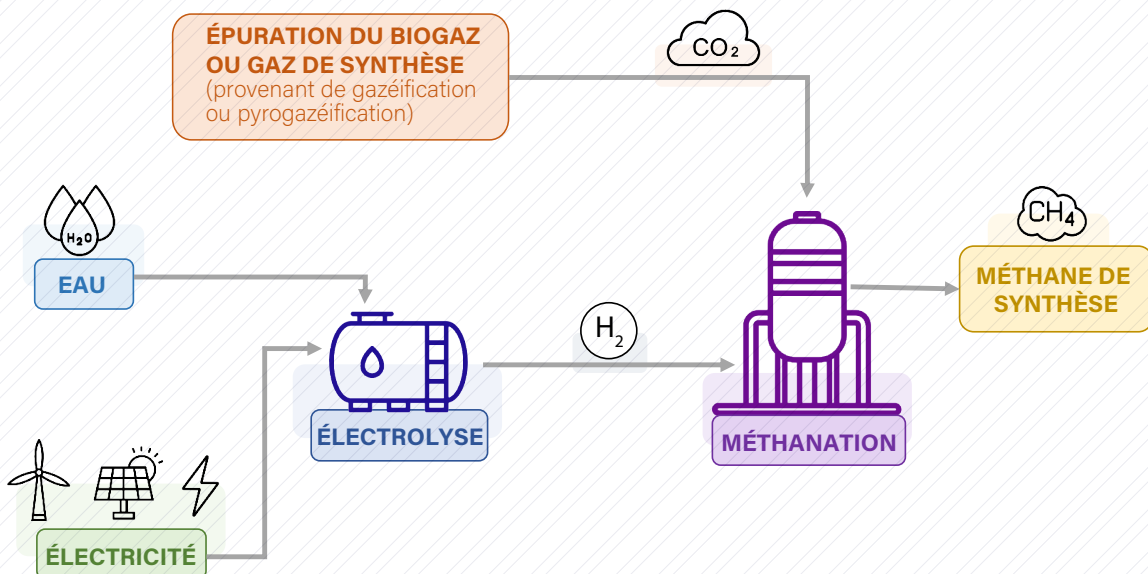 ÉPURATION DU BIOGAZ
OU GAZ DE SYNTHÈSE
(provenant de gazéification
ou pyrogazéification)
CO₂
H₂O
EAU
CH₄
MÉTHANE DE
SYNTHÈSE
H₂
ÉLECTROLYSE
MÉTHANATION
ÉLECTRICITÉ